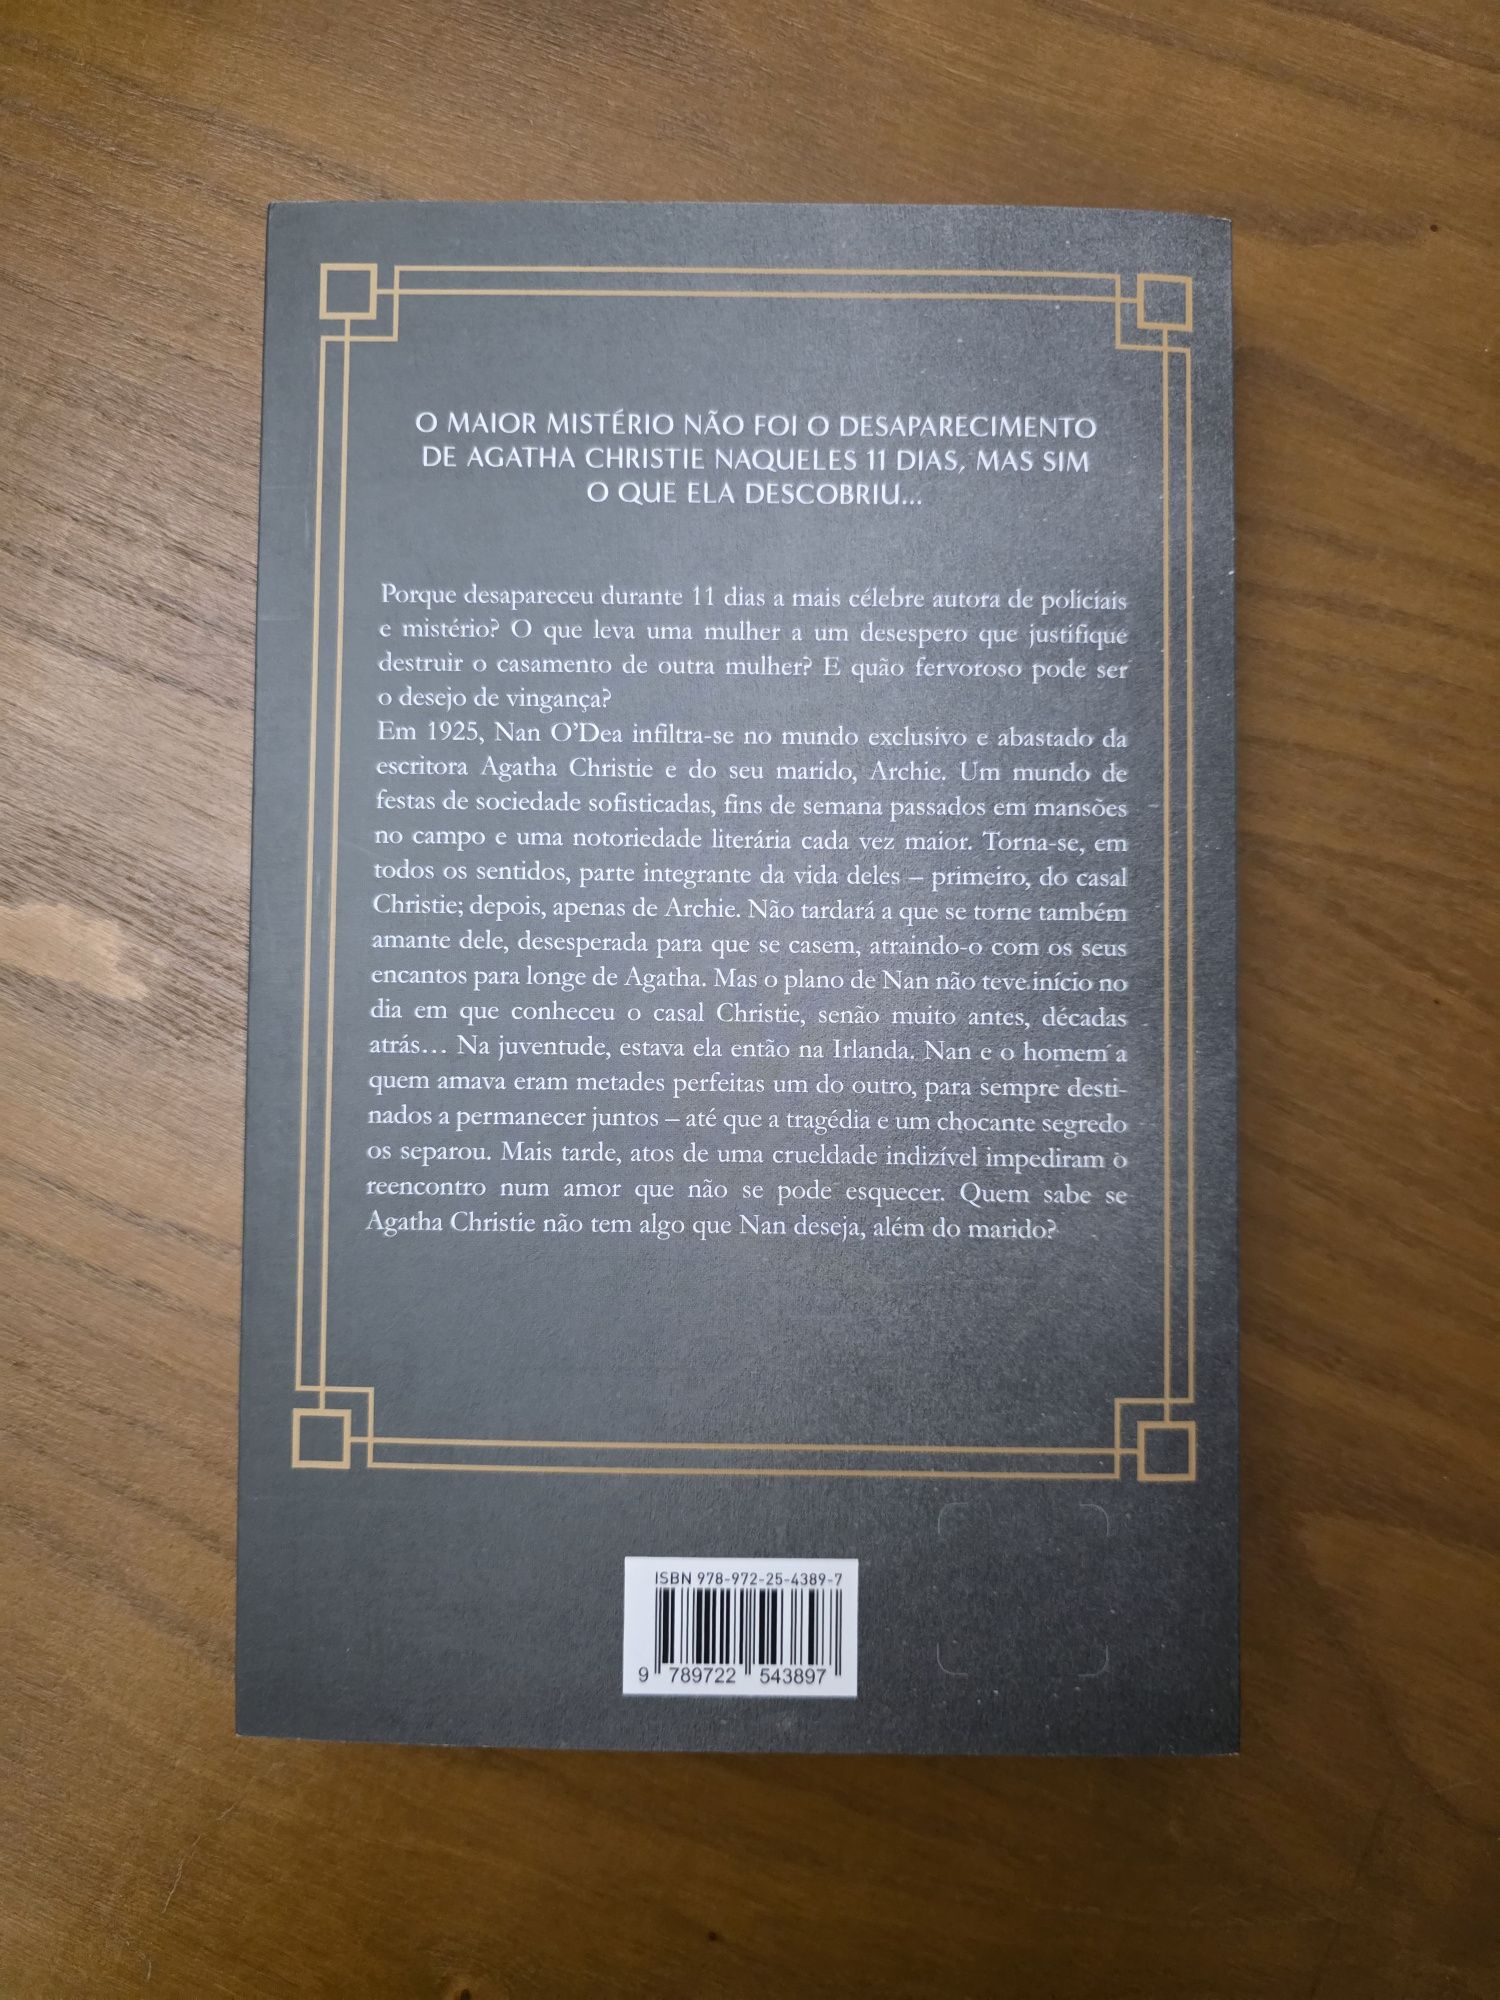 O MAIOR MISTÉRIO NÃO FOI O DESAPARECIMENTO
DE AGATHA CHRISTIE NAQUELES 11 DIAS, MAS SIM
O QUE ELA DESCOBRIU...
Porque desapareceu durante 11 dias a mais célebre autora de policiais
e mistério? O que leva uma mulher a um desespero que justifique
destruir o casamento de outra mulher? E quão fervoroso pode ser
o desejo de vingança?
Em 1925, Nan O'Dea infiltra-se no mundo exclusivo e abastado da
escritora Agatha Christie e do seu marido, Archie. Um mundo de
festas de sociedade sofisticadas, fins de semana passados em mansões
no campo e uma notoriedade literária cada vez maior. Torna-se, em
todos os sentidos, parte integrante da vida deles – primeiro, do casal
Christie; depois, apenas de Archie. Não tardará a que se torne também
amante dele, desesperada para que se casem, atraindo-o com os seus
encantos para longe de Agatha. Mas o plano de Nan não teve início no
dia em que conheceu o casal Christie, senão muito antes, décadas
atrás… Na juventude, estava ela então na Irlanda. Nan e o homem a
quem amava eram metades perfeitas um do outro, para sempre desti-
nados a permanecer juntos – até que a tragédia e um chocante segredo
os separou. Mais tarde, atos de uma crueldade indizível impediram o
reencontro num amor que não se pode esquecer. Quem sabe se
Agatha Christie não tem algo que Nan deseja, além do marido?
ISBN 978-972-25-4389-7
9 789722 543897